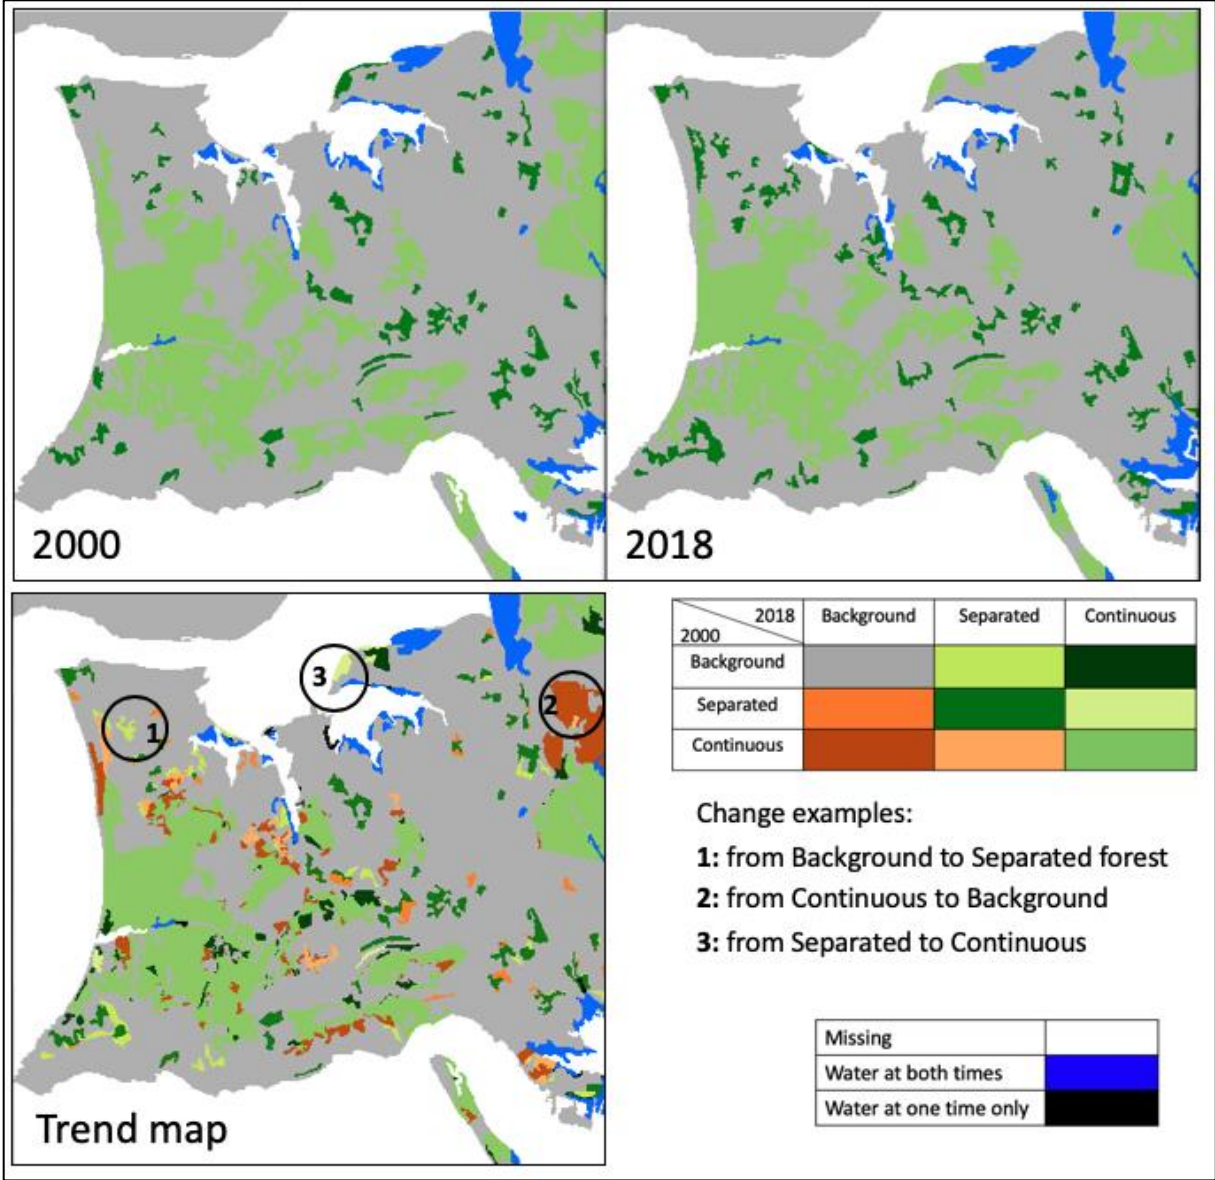 2000
2018
3
2
1
Trend map
2018 Background Separated Continuous
2000
Background
Separated
Continuous
Change examples:
1: from Background to Separated forest
2: from Continuous to Background
3: from Separated to Continuous
Missing
Water at both times
Water at one time only